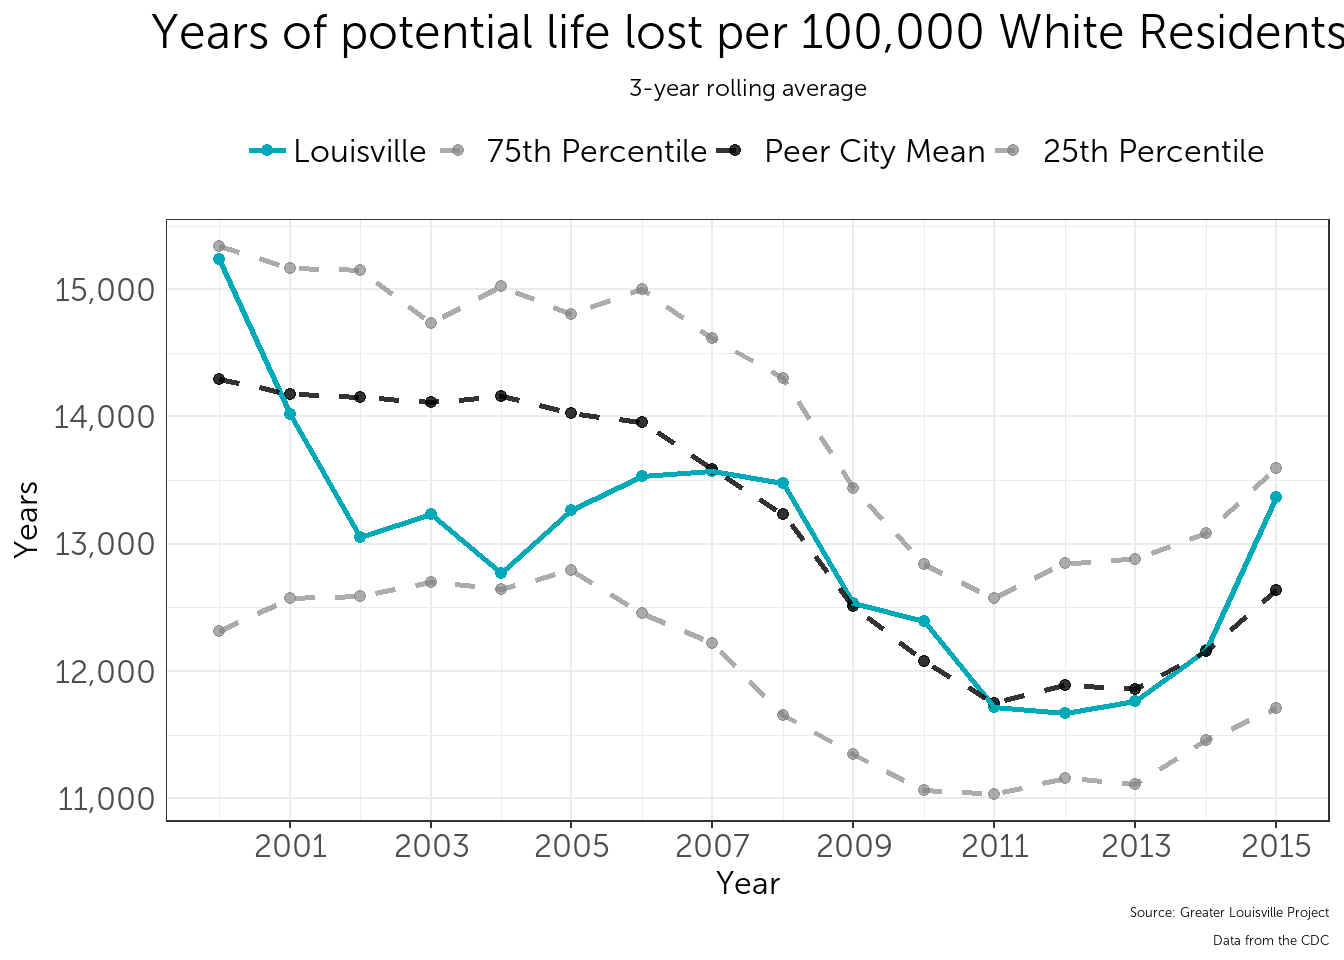 Years of potential life lost per 100,000 White Residents
3-year rolling average
Louisville 75th Percentile Peer City Mean 25th Percentile
15,000
14,000
13,000
12,000
11,000
Years
2001 2003 2005 2007 2009 2011 2013 2015
Year
Source: Greater Louisville Project
Data from the CDC